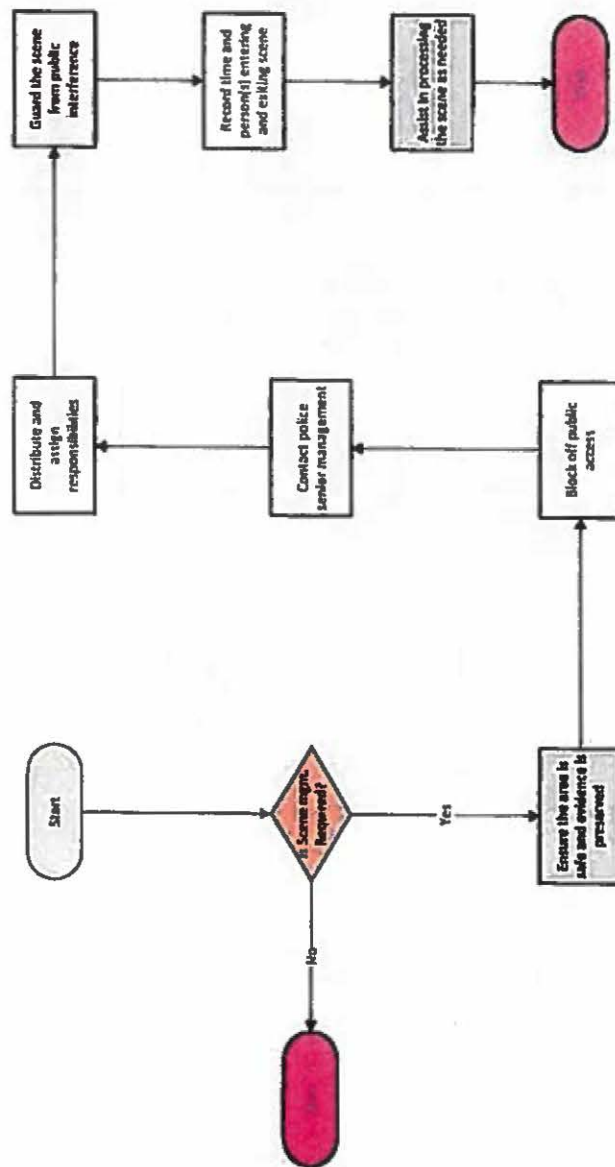 Start
Is Scene mgm.
Required?
No
Yes
Ensure the area is
safe and evidence is
preserved
Block off public
access
Contact police
senior management
Distribute and
assign
responsibilities
Guard the scene
from public
interference
Record time and
person(s) entering
and exiting scene
Assist in processing
the scene as needed